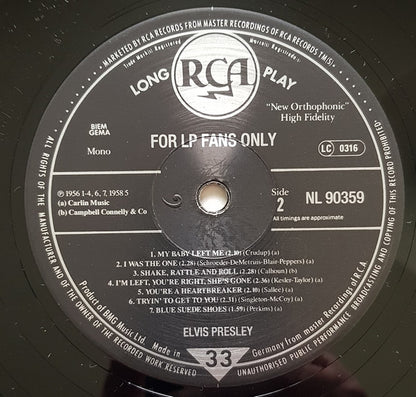 MARKETED BY RCA RECORDS FROM MASTER RECORDINGS OF RCA RECORDS TM(S)
Trade Mark Registered
RCA
LONG PLAY
"New Orthophonic"
High Fidelity
BIEM
GEMA
Mono
FOR LP FANS ONLY
LC 0316
Ⓟ 1956 1-4, 6, 7, 1958 5
(a) Carlin Music
(b) Campbell Connelly & Co
Side
2
NL 90359
All timings are approximate
1. MY BABY LEFT ME (2.10) (Crudup) (a)
2. I WAS THE ONE (2.28) (Schroeder-DeMetruis-Blair-Peppers) (a)
3. SHAKE, RATTLE AND ROLL (2.28) (Calhoun) (b)
4. I'M LEFT, YOU'RE RIGHT, SHE'S GONE (2.36) (Kesler-Taylor)
5. YOU'RE A HEARTBREAKER (2.10) (Sallee) (a)
6. TRYIN' TO GET TO YOU (2.31) (Singleton-McCoy) (a)
7. BLUE SUEDE SHOES (1.59) (Perkins) (a)
ELVIS PRESLEY
Product of BMG Music Ltd. Made in Germany from master Recordings of R.C.A.
33
ALL RIGHTS OF THE MANUFACTURERS AND OF THE OWNER OF THE RECORDED WORK RESERVED
UNAUTHORISED PUBLIC PERFORMANCE BROADCASTING AND COPYING OF THIS RECORD PROHIBITED